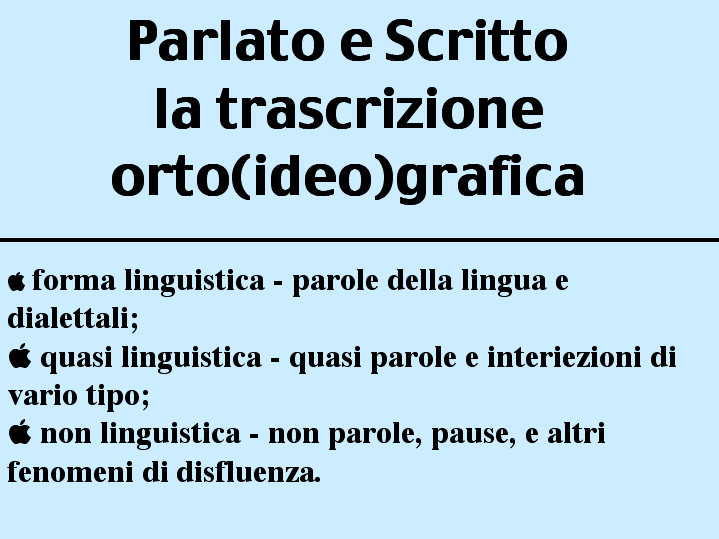 Parlato e Scritto
la trascrizione
orto(ideo)grafica
forma linguistica - parole della lingua e
dialettali;
quasi linguistica - quasi parole e interiezioni di
vario tipo;
non linguistica - non parole, pause, e altri
fenomeni di disfluenza.